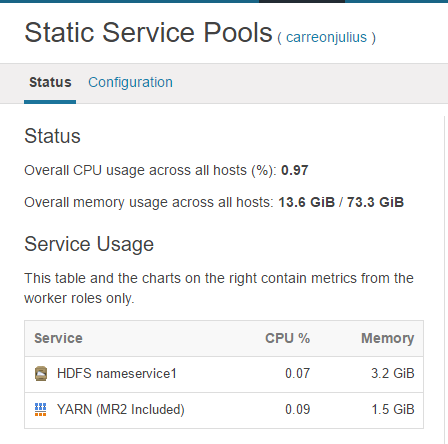 Static Service Pools ( carreonjulius )
Status Configuration
Status
Overall CPU usage across all hosts (%): 0.97
Overall memory usage across all hosts: 13.6 GiB / 73.3 GiB
Service Usage
This table and the charts on the right contain metrics from the
worker roles only.
Service CPU % Memory
HDFS nameservice1 0.07 3.2 GiB
YARN (MR2 Included) 0.09 1.5 GiB